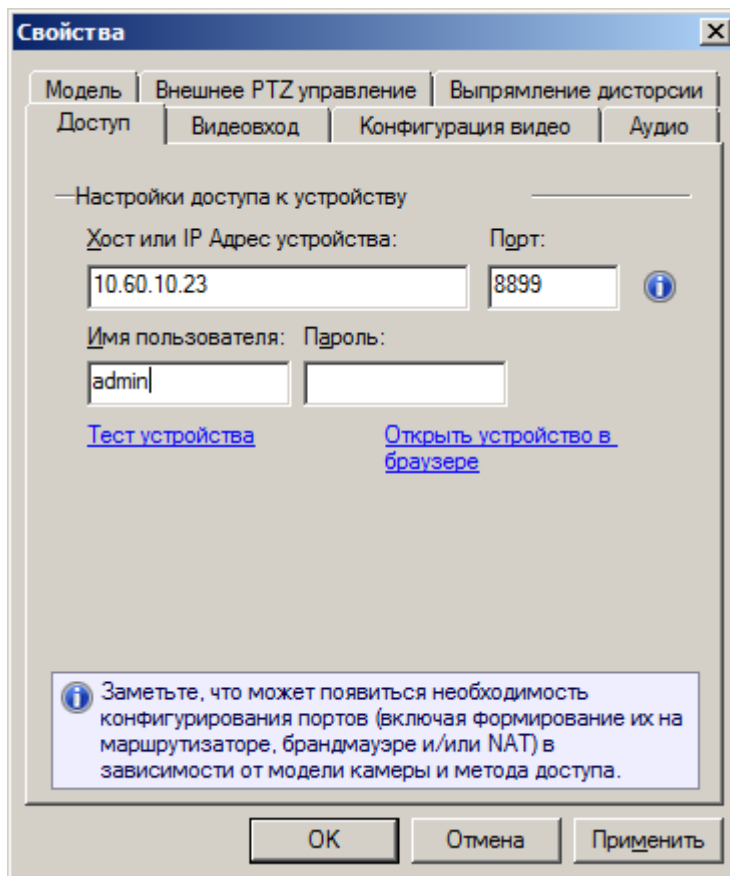 Свойства
Модель Внешнее PTZ управление Выпрямление дисторсии
Доступ Видеовход Конфигурация видео Аудио
Настройки доступа к устройству
Хост или IP Адрес устройства: Порт:
10.60.10.23 8899
Имя пользователя: Пароль:
admin
Тест устройства Открыть устройство в
браузере
Заметьте, что может появиться необходимость
конфигурирования портов (включая формирование их на
маршрутизаторе, брандмауэре и/или NAT) в
зависимости от модели камеры и метода доступа.
OK Отмена Применить